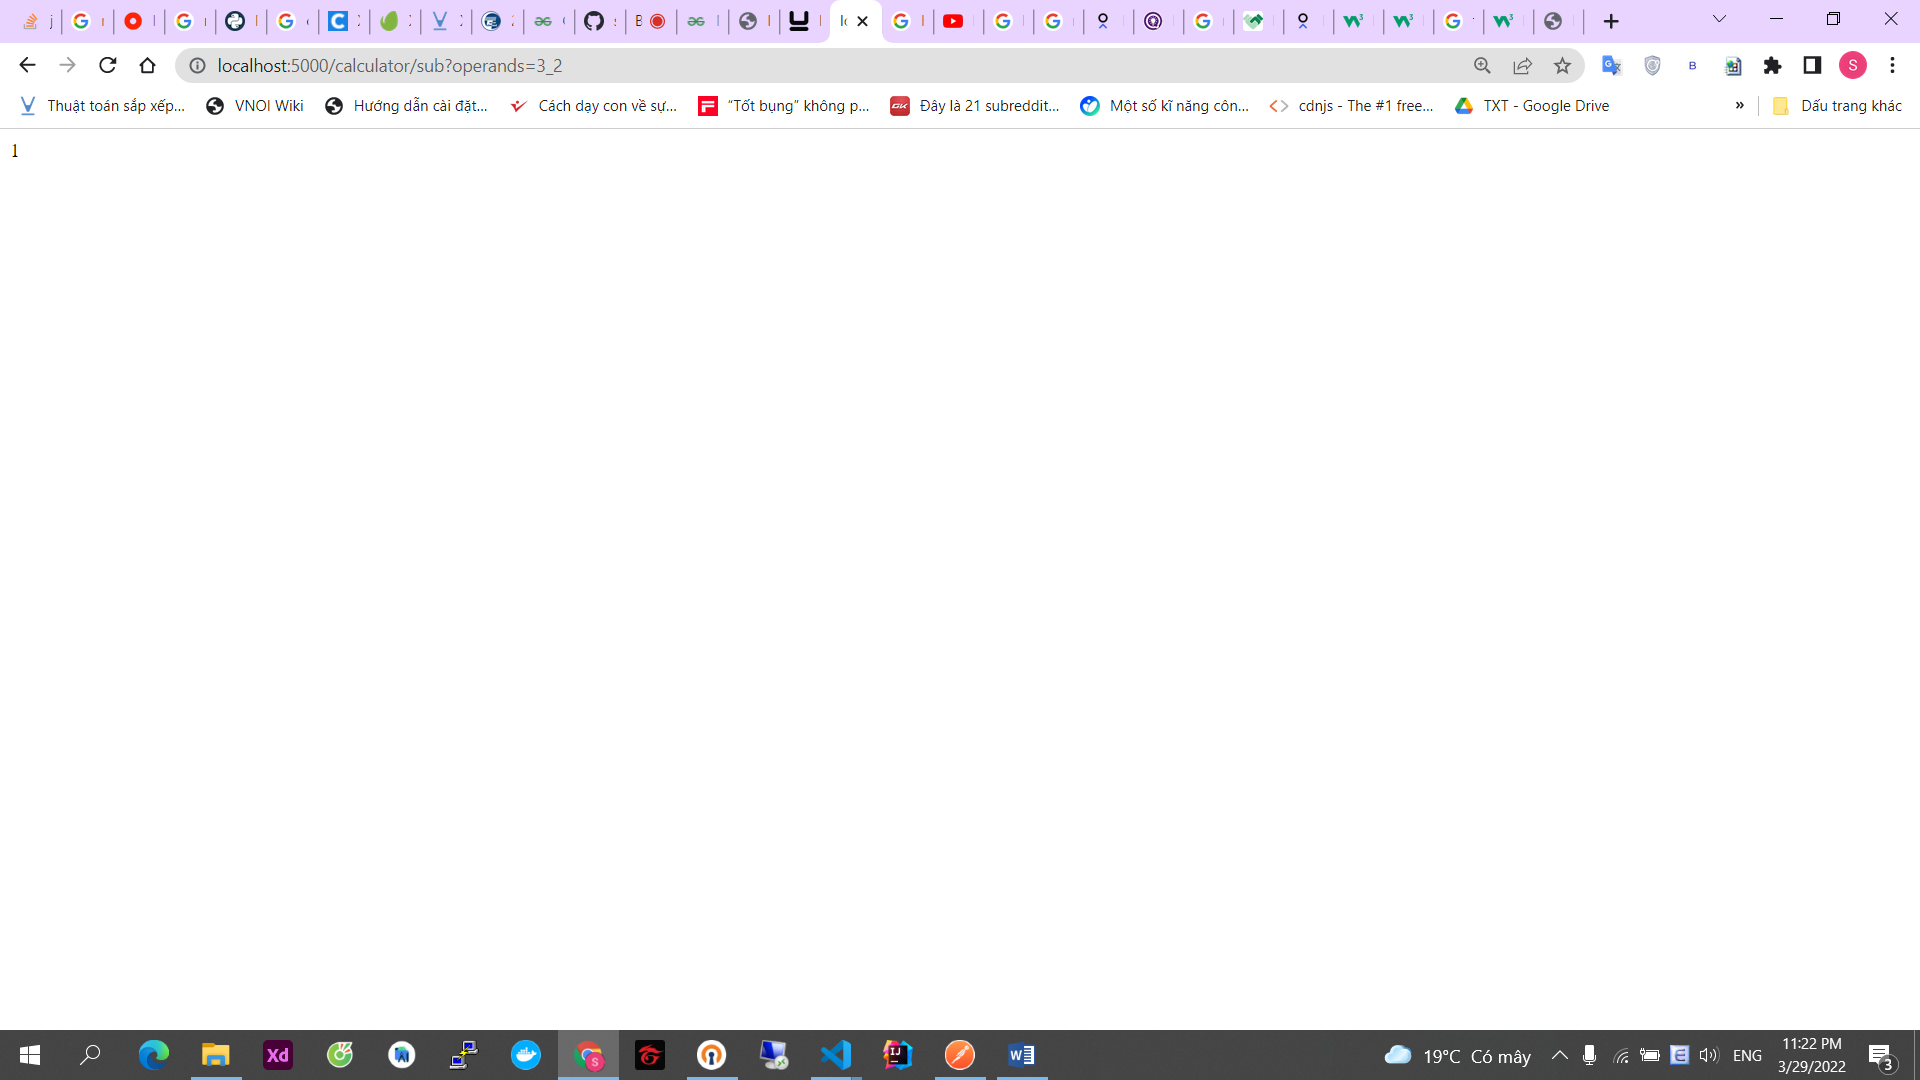 localhost:5000/calculator/sub?operands=3_2
S
Thuật toán sắp xếp...
VNOI Wiki
Hướng dẫn cài đặt...
Cách dạy con về sự...
“Tốt bụng” không p...
Đây là 21 subreddit...
Một số kĩ năng côn...
cdnjs - The #1 free...
TXT - Google Drive
»
Dấu trang khác
1
19°C Có mây
ENG
11:22 PM
3/29/2022
3